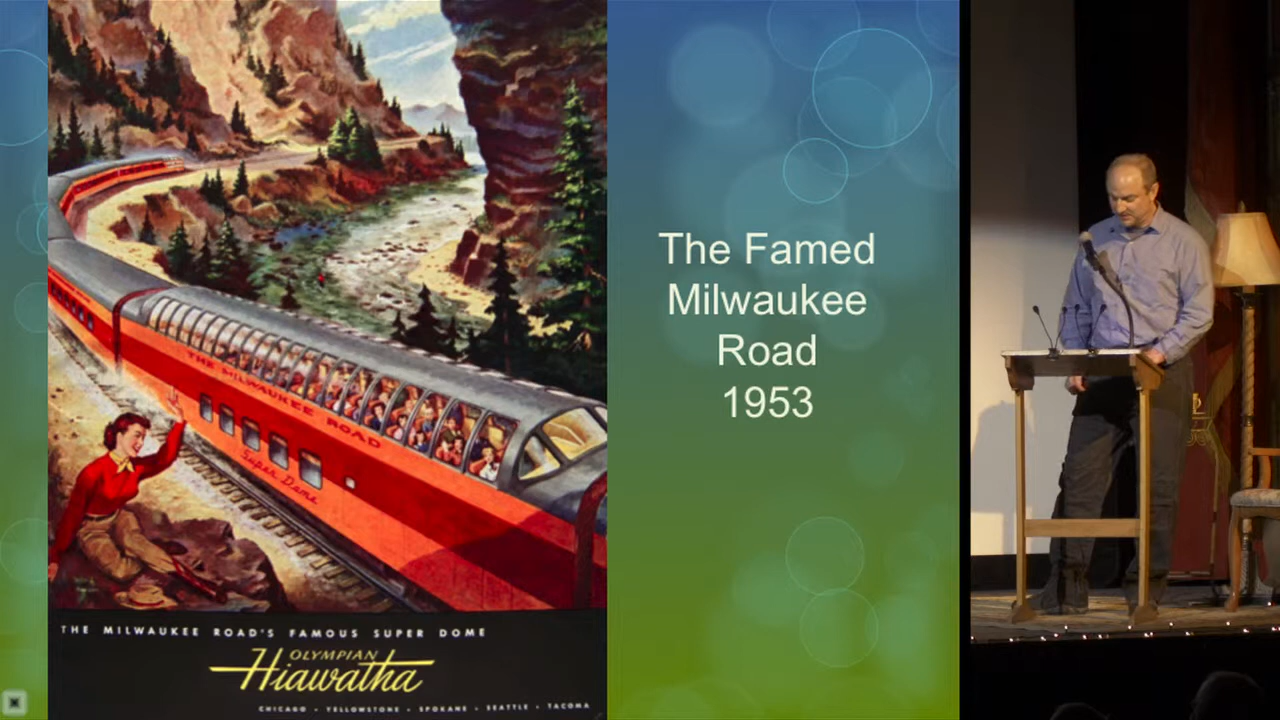 THE MILWAUKEE ROAD
Super Dome
THE MILWAUKEE ROAD'S FAMOUS SUPER DOME
OLYMPIAN
Hiawatha
CHICAGO • YELLOWSTONE • SPOKANE • SEATTLE • TACOMA
The Famed
Milwaukee
Road
1953